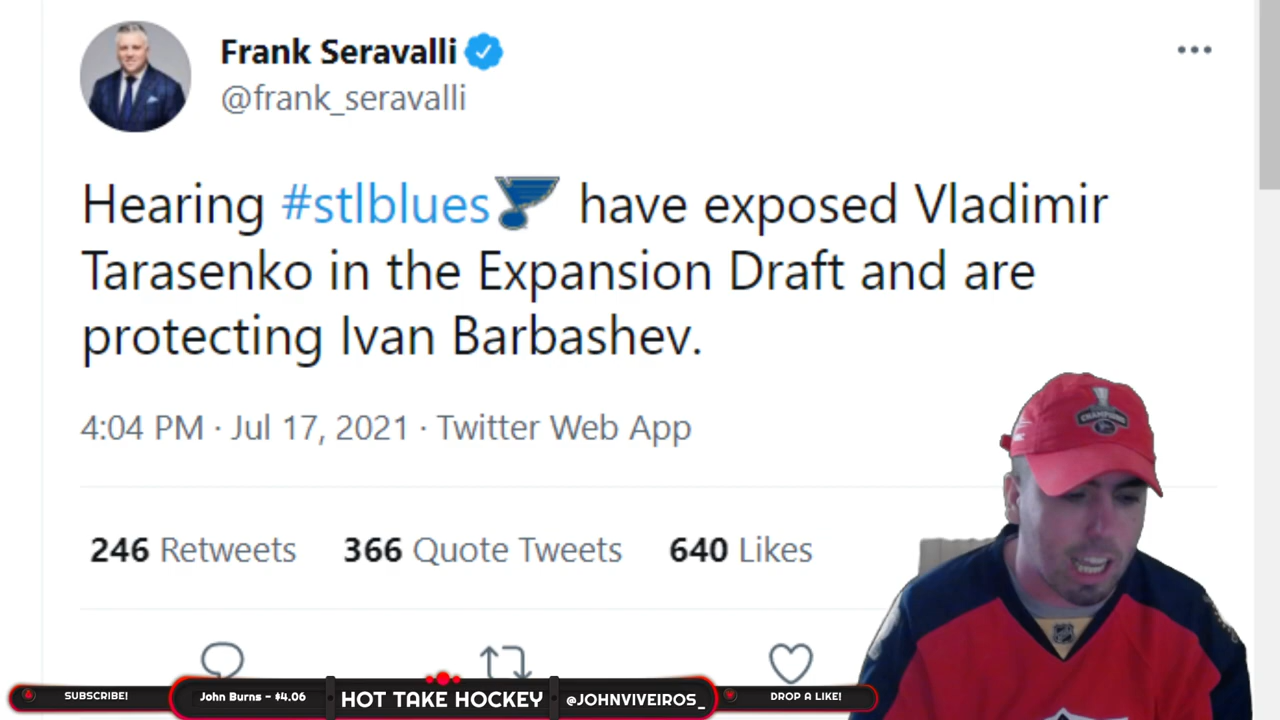 Frank Seravalli
@frank_seravalli
Hearing #stlblues have exposed Vladimir
Tarasenko in the Expansion Draft and are
protecting Ivan Barbashev.
4:04 PM · Jul 17, 2021 · Twitter Web App
246 Retweets 366 Quote Tweets 640 Likes
CHAMPIONS
NHL
SUBSCRIBE!
John Burns - $4.06
HOT TAKE HOCKEY
@JOHNVIVEIROS_
DROP A LIKE!